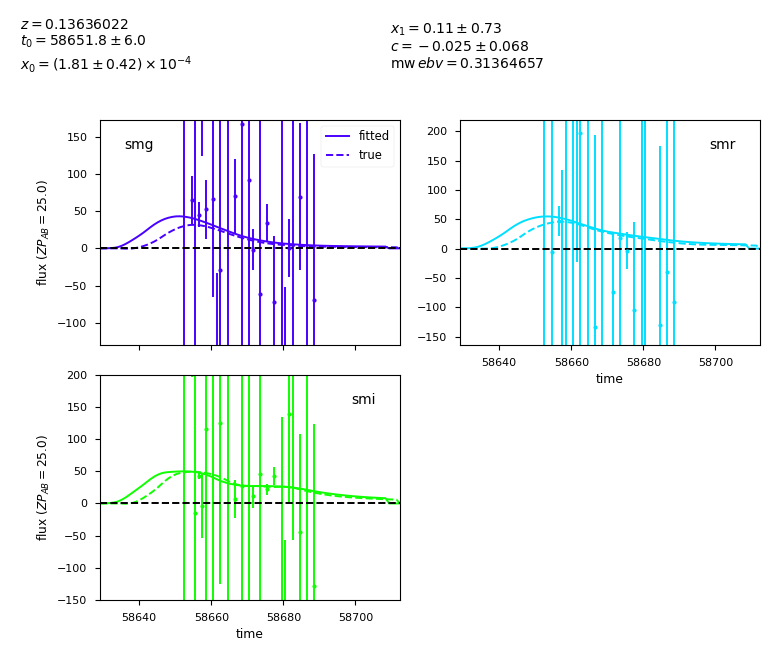 z = 0.13636022
t₀ = 58651.8 ± 6.0
x₀ = (1.81 ± 0.42) × 10⁻⁴
x₁ = 0.11 ± 0.73
c = −0.025 ± 0.068
mw ebv = 0.31364657
smg
fitted
true
150
100
50
0
−50
−100
flux (ZP_AB = 25.0)
smr
200
150
100
50
0
−50
−100
−150
58640 58660 58680 58700
time
smi
200
150
100
50
0
−50
−100
−150
flux (ZP_AB = 25.0)
58640 58660 58680 58700
time